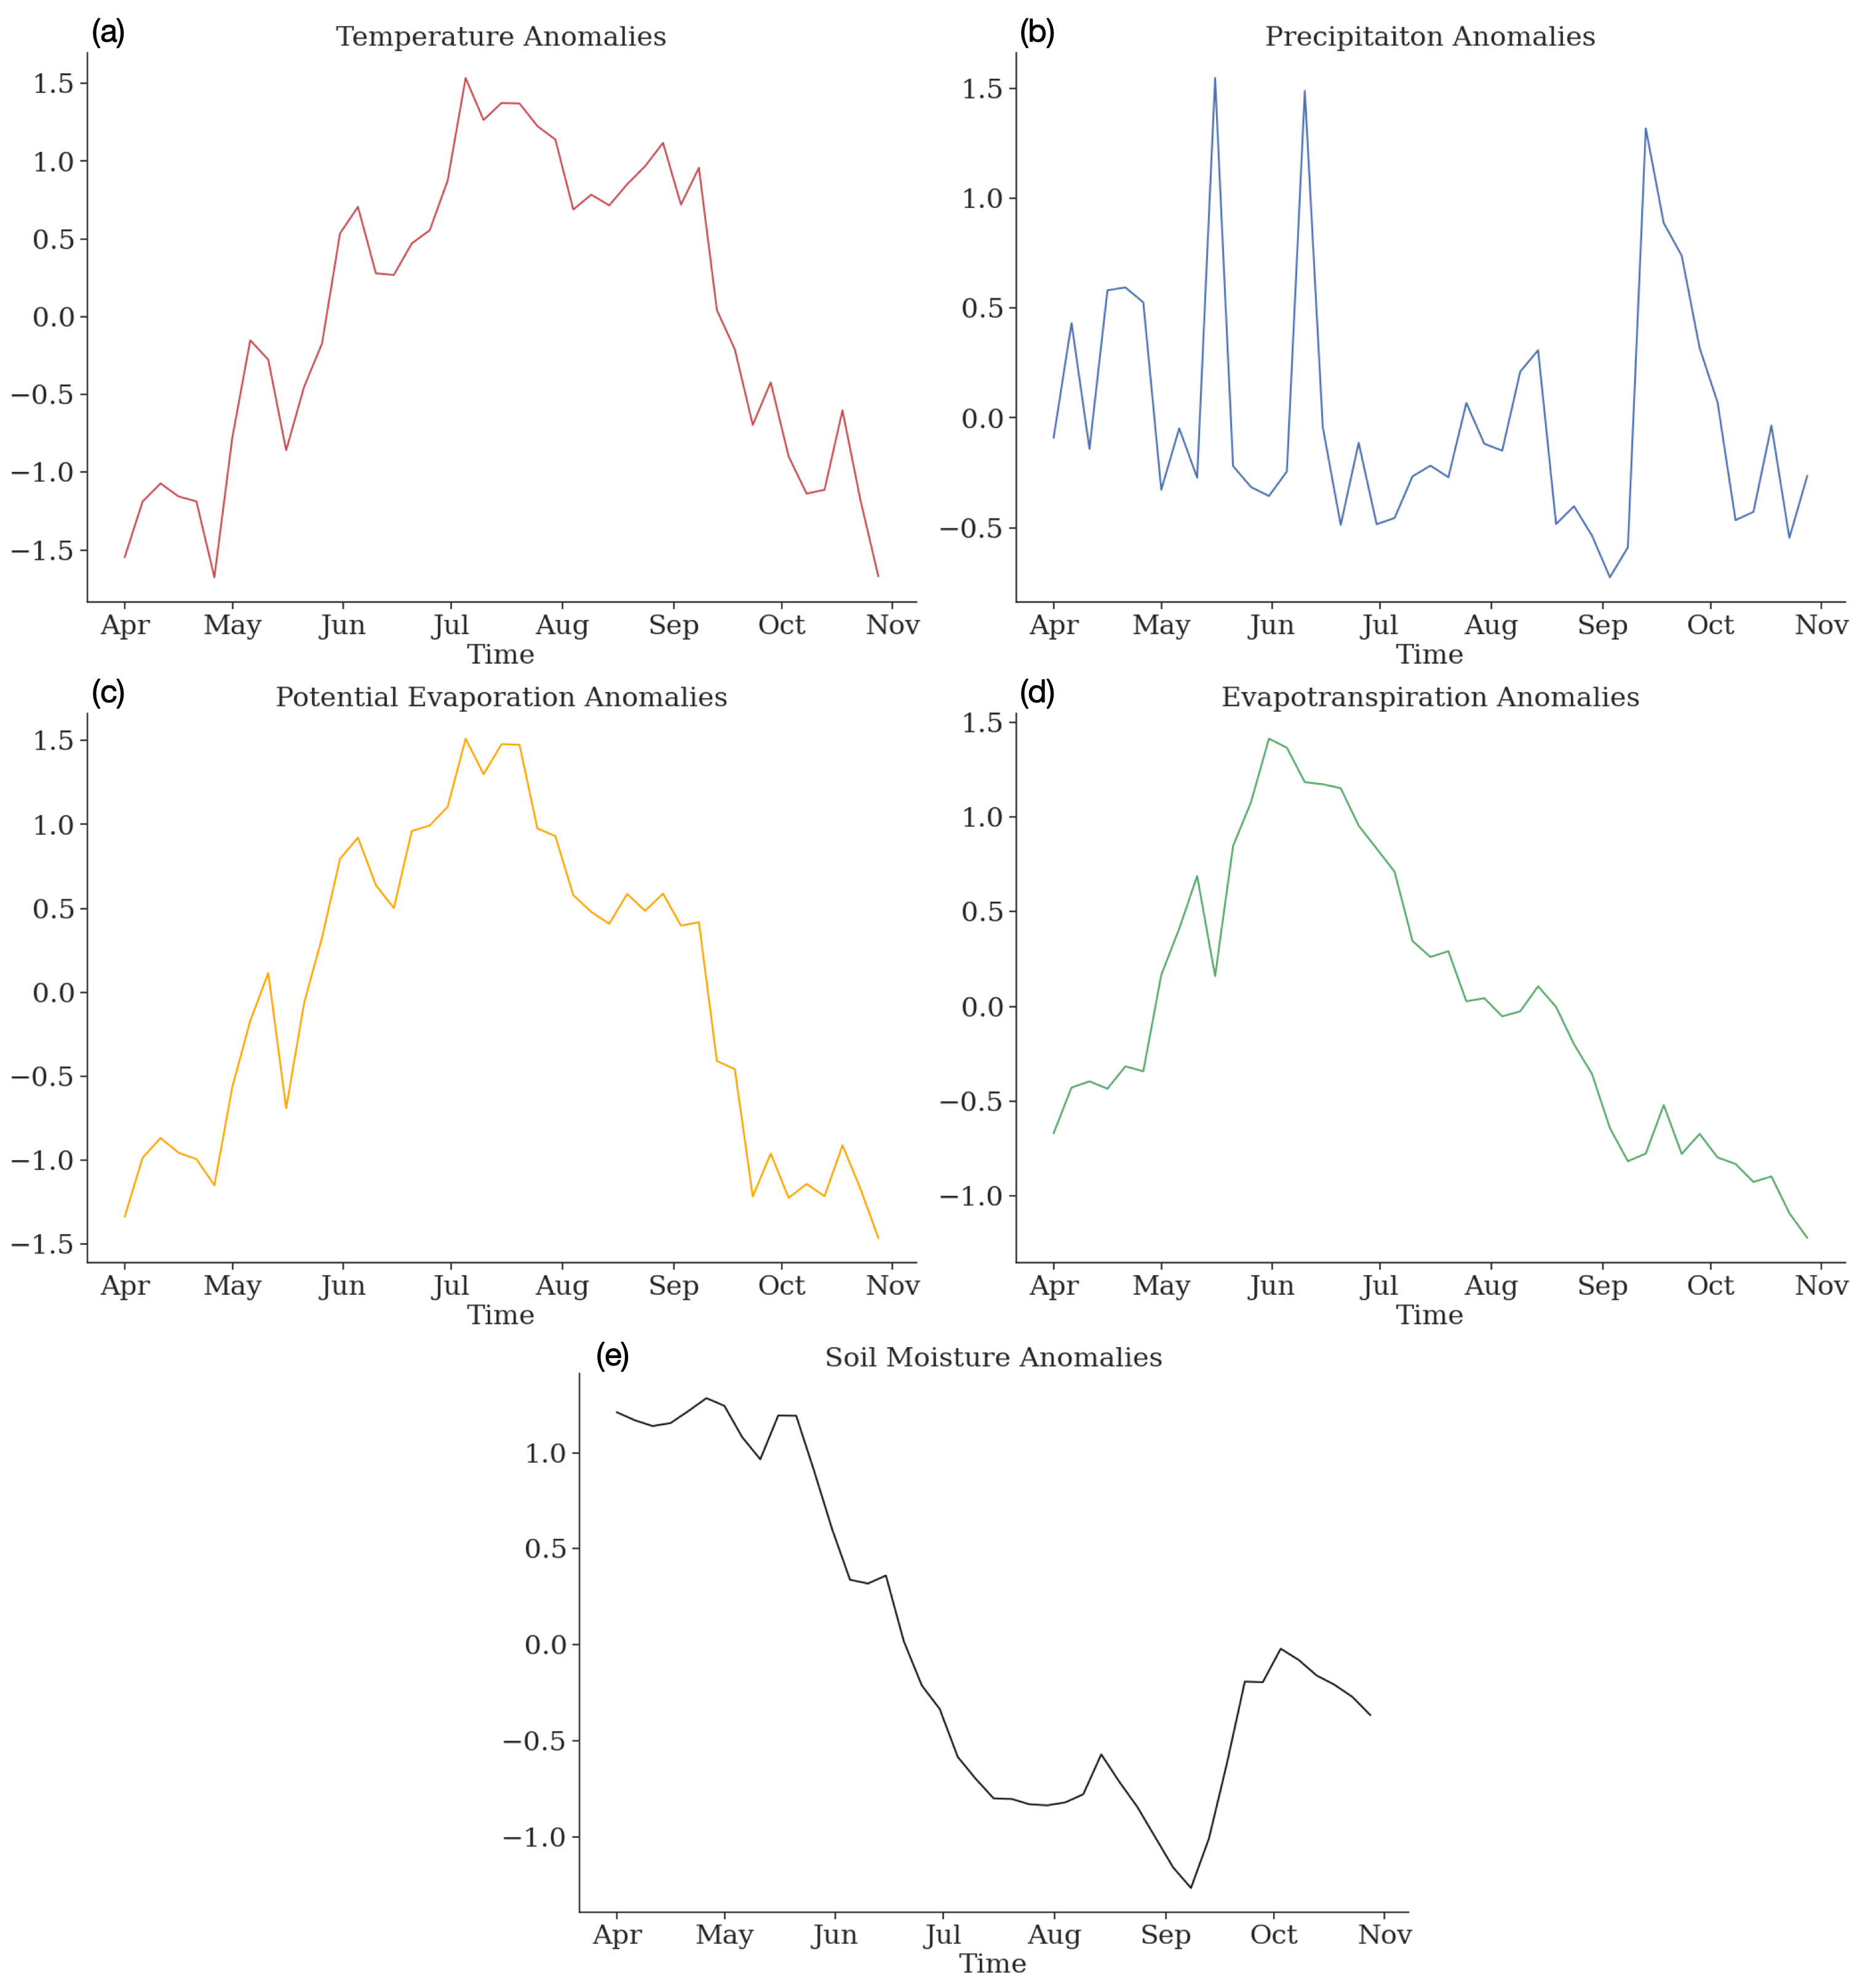 (a) Temperature Anomalies
1.5
1.0
0.5
0.0
−0.5
−1.0
−1.5
Apr May Jun Jul Aug Sep Oct Nov
Time
(b) Precipitaiton Anomalies
1.5
1.0
0.5
0.0
−0.5
Apr May Jun Jul Aug Sep Oct Nov
Time
(c) Potential Evaporation Anomalies
1.5
1.0
0.5
0.0
−0.5
−1.0
−1.5
Apr May Jun Jul Aug Sep Oct Nov
Time
(d) Evapotranspiration Anomalies
1.5
1.0
0.5
0.0
−0.5
−1.0
Apr May Jun Jul Aug Sep Oct Nov
Time
(e) Soil Moisture Anomalies
1.0
0.5
0.0
−0.5
−1.0
Apr May Jun Jul Aug Sep Oct Nov
Time